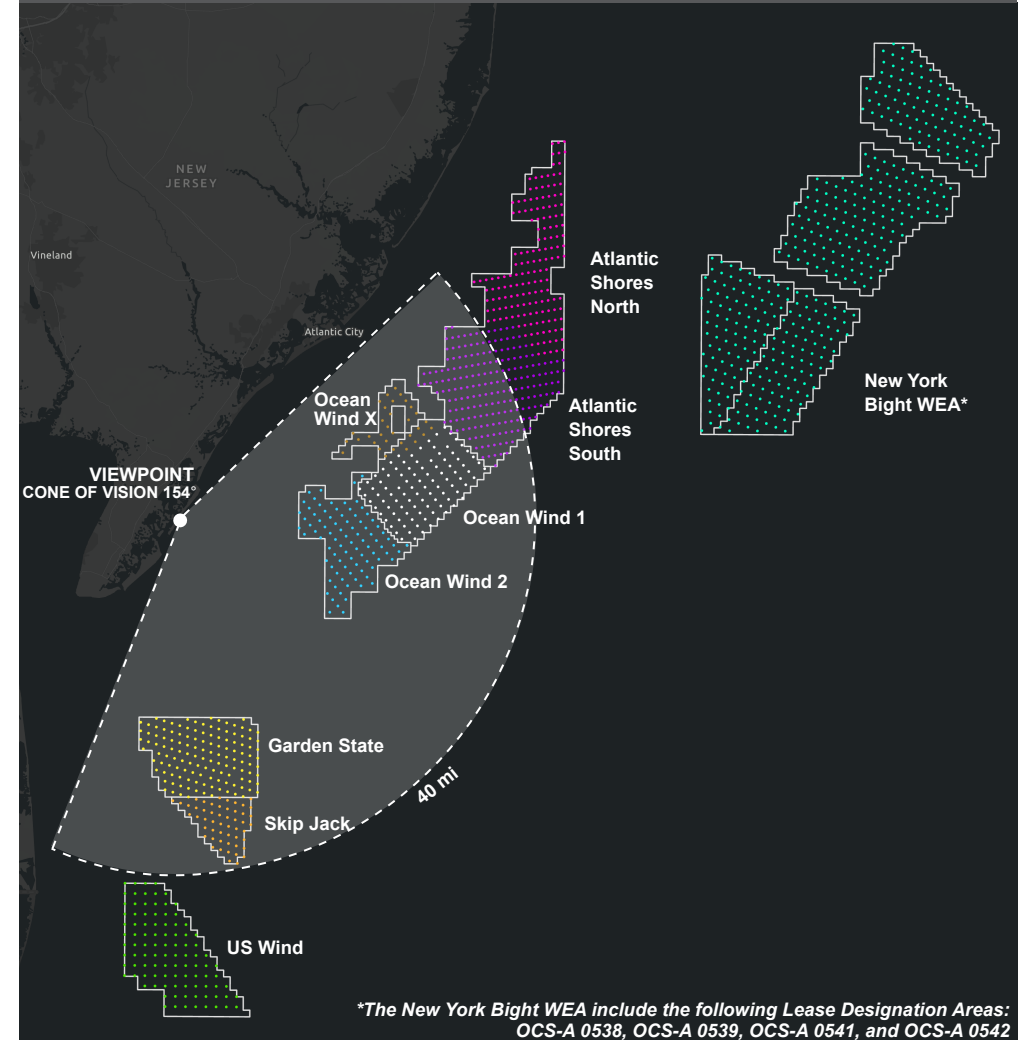 NEW
JERSEY
Vineland
Atlantic
Shores
North
Atlantic City
New York
Bight WEA*
Ocean
Wind X
Atlantic
Shores
South
VIEWPOINT
CONE OF VISION 154°
Ocean Wind 1
Ocean Wind 2
Garden State
40 mi
Skip Jack
US Wind
*The New York Bight WEA include the following Lease Designation Areas:
OCS-A 0538, OCS-A 0539, OCS-A 0541, and OCS-A 0542